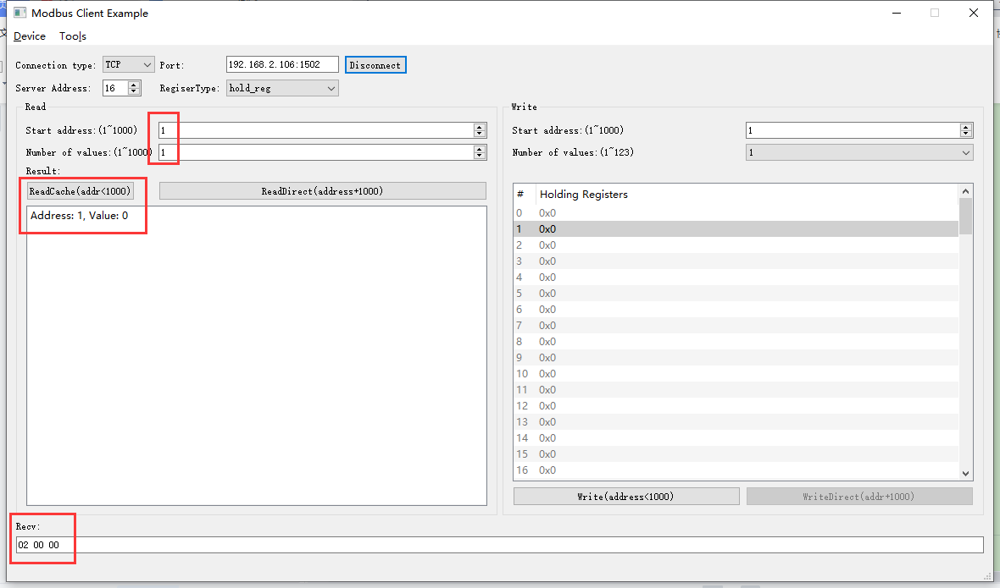 Modbus Client Example
Device Tools
Connection type: TCP Port: 192.168.2.106:1502 Disconnect
Server Address: 16 RegiserType: hold_reg
Read
Start address:(1~1000) 1
Number of values:(1~1000) 1
Result:
ReadCache(addr<1000) ReadDirect(address+1000)
Address: 1, Value: 0
Write
Start address:(1~1000) 1
Number of values:(1~123) 1
# Holding Registers
0 0x0
1 0x0
2 0x0
3 0x0
4 0x0
5 0x0
6 0x0
7 0x0
8 0x0
9 0x0
10 0x0
11 0x0
12 0x0
13 0x0
14 0x0
15 0x0
16 0x0
Write(address<1000) WriteDirect(addr+1000)
Recv:
02 00 00